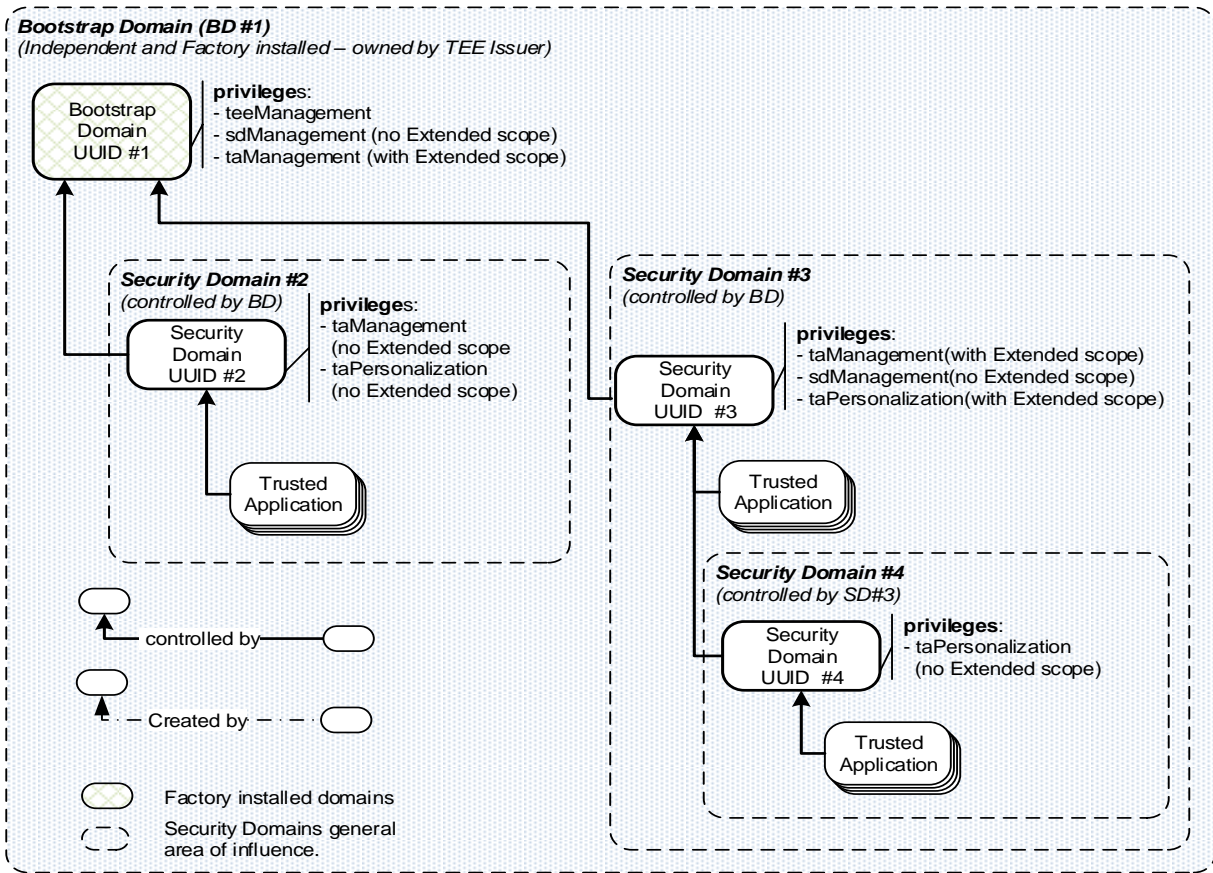 Bootstrap Domain (BD #1)
(Independent and Factory installed – owned by TEE Issuer)
Bootstrap
Domain
UUID #1
privileges:
- teeManagement
- sdManagement (no Extended scope)
- taManagement (with Extended scope)
Security Domain #2
(controlled by BD)
Security
Domain
UUID #2
privileges:
- taManagement
(no Extended scope
- taPersonalization
(no Extended scope)
Trusted
Application
Security Domain #3
(controlled by BD)
Security
Domain
UUID #3
privileges:
- taManagement(with Extended scope)
- sdManagement(no Extended scope)
- taPersonalization(with Extended scope)
Trusted
Application
Security Domain #4
(controlled by SD#3)
Security
Domain
UUID #4
privileges:
- taPersonalization
(no Extended scope)
Trusted
Application
controlled by
Created by
Factory installed domains
Security Domains general
area of influence.